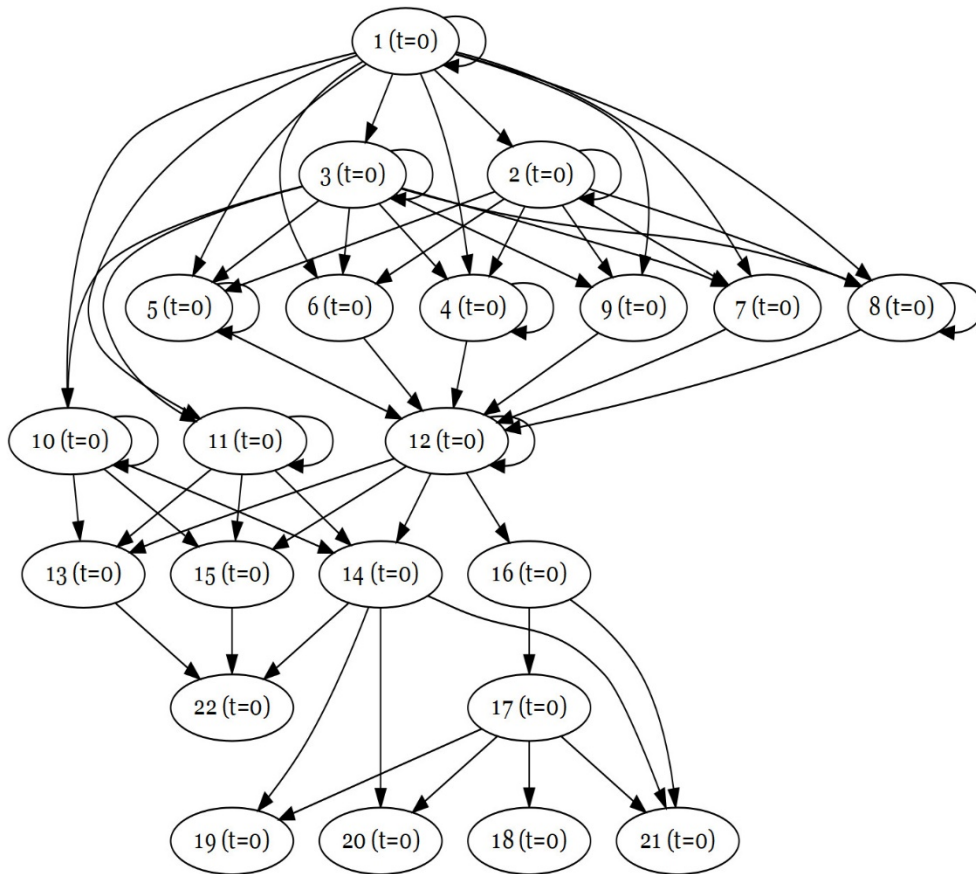 1 (t=0)
3 (t=0)
2 (t=0)
5 (t=0)
6 (t=0)
4 (t=0)
9 (t=0)
7 (t=0)
8 (t=0)
10 (t=0)
11 (t=0)
12 (t=0)
13 (t=0)
15 (t=0)
14 (t=0)
16 (t=0)
22 (t=0)
17 (t=0)
19 (t=0)
20 (t=0)
18 (t=0)
21 (t=0)